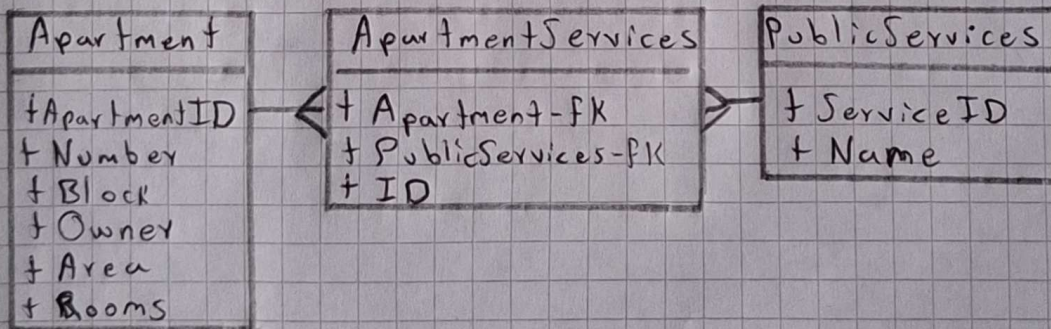 Apartment
+ApartmentID
+ Number
+ Block
+ Owner
+ Area
+ Rooms
ApartmentServices
+ Apartment-fk
+ PublicServices-fk
+ ID
PublicServices
+ ServiceID
+ Name